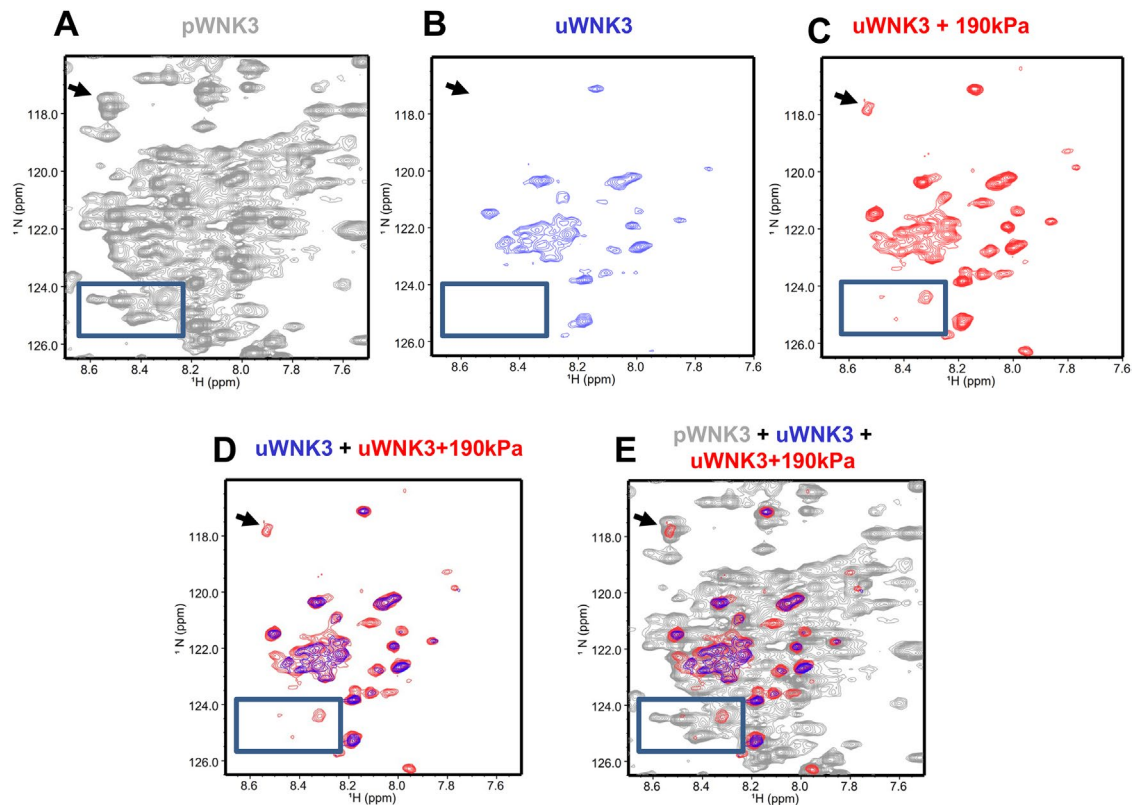 A
pWNK3
118.0
120.0
122.0
124.0
126.0
¹ N (ppm)
8.6 8.4 8.2 8.0 7.8 7.6
¹H (ppm)
B
uWNK3
118.0
120.0
122.0
124.0
126.0
¹ N (ppm)
8.6 8.4 8.2 8.0 7.8 7.6
¹H (ppm)
C
uWNK3 + 190kPa
118.0
120.0
122.0
124.0
126.0
¹ N (ppm)
8.6 8.4 8.2 8.0 7.8 7.6
¹H (ppm)
D
uWNK3 + uWNK3+190kPa
118.0
120.0
122.0
124.0
126.0
¹ N (ppm)
8.6 8.4 8.2 8.0 7.8 7.6
¹H (ppm)
E
pWNK3 + uWNK3 +
uWNK3+190kPa
118.0
120.0
122.0
124.0
126.0
¹ N (ppm)
8.6 8.4 8.2 8.0 7.8 7.6
¹H (ppm)